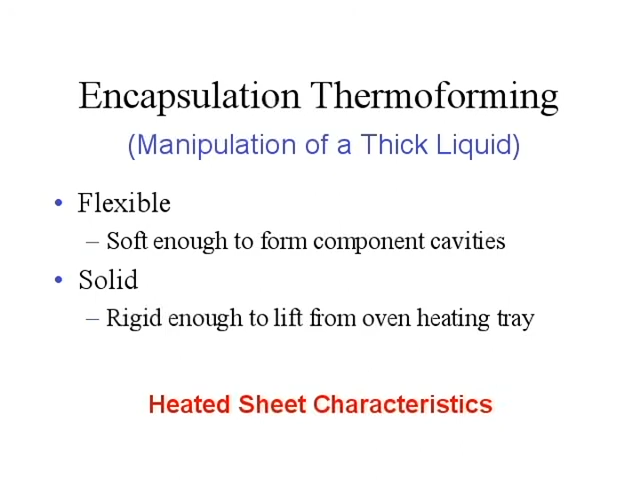 Encapsulation Thermoforming
(Manipulation of a Thick Liquid)
• Flexible
– Soft enough to form component cavities
• Solid
– Rigid enough to lift from oven heating tray
Heated Sheet Characteristics